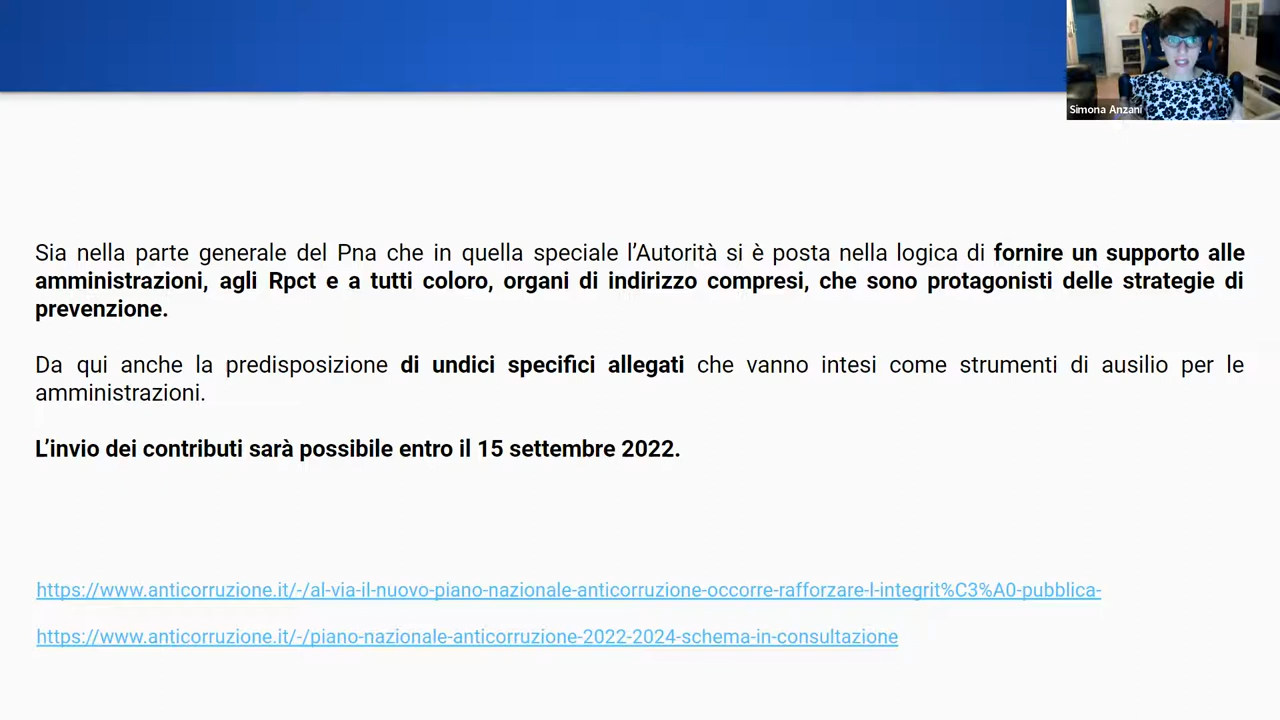 Simona Anzani
Sia nella parte generale del Pna che in quella speciale l’Autorità si è posta nella logica di fornire un supporto alle
amministrazioni, agli Rpct e a tutti coloro, organi di indirizzo compresi, che sono protagonisti delle strategie di
prevenzione.
Da qui anche la predisposizione di undici specifici allegati che vanno intesi come strumenti di ausilio per le
amministrazioni.
L’invio dei contributi sarà possibile entro il 15 settembre 2022.
https://www.anticorruzione.it/-/al-via-il-nuovo-piano-nazionale-anticorruzione-occorre-rafforzare-l-integrit%C3%A0-pubblica-
https://www.anticorruzione.it/-/piano-nazionale-anticorruzione-2022-2024-schema-in-consultazione